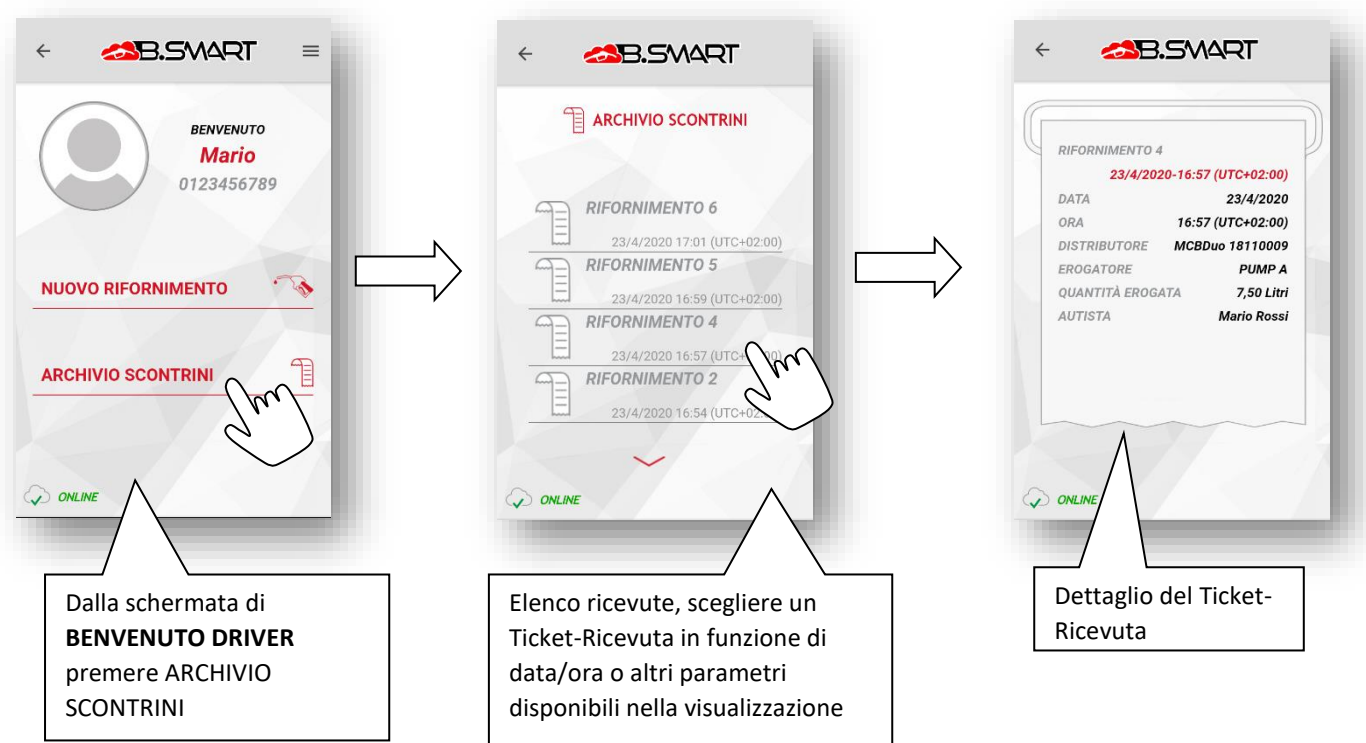 B.SMART
BENVENUTO
Mario
0123456789
NUOVO RIFORNIMENTO
ARCHIVIO SCONTRINI
ONLINE
Dalla schermata di
BENVENUTO DRIVER
premere ARCHIVIO
SCONTRINI
B.SMART
ARCHIVIO SCONTRINI
RIFORNIMENTO 6
23/4/2020 17:01 (UTC+02:00)
RIFORNIMENTO 5
23/4/2020 16:59 (UTC+02:00)
RIFORNIMENTO 4
23/4/2020 16:57 (UTC+ 00)
RIFORNIMENTO 2
23/4/2020 16:54 (UTC+02:
ONLINE
Elenco ricevute, scegliere un
Ticket-Ricevuta in funzione di
data/ora o altri parametri
disponibili nella visualizzazione
B.SMART
RIFORNIMENTO 4
23/4/2020-16:57 (UTC+02:00)
DATA 23/4/2020
ORA 16:57 (UTC+02:00)
DISTRIBUTORE MCBDuo 18110009
EROGATORE PUMP A
QUANTITÀ EROGATA 7,50 Litri
AUTISTA Mario Rossi
ONLINE
Dettaglio del Ticket-
Ricevuta